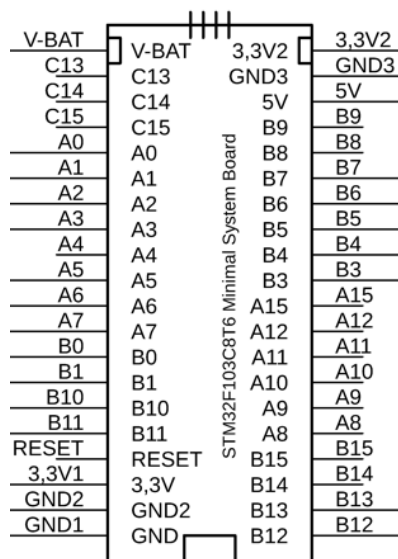 V-BAT V-BAT 3,3V2 3,3V2
C13 C13 GND3 GND3
C14 C14 5V 5V
C15 C15 B9 B9
A0 A0 B8 B8
A1 A1 B7 B7
A2 A2 B6 B6
A3 A3 B5 B5
A4 A4 B4 B4
A5 A5 B3 B3
A6 A6 A15 A15
A7 A7 A12 A12
B0 B0 A11 A11
B1 B1 A10 A10
B10 B10 A9 A9
B11 B11 A8 A8
RESET RESET B15 B15
3,3V1 3,3V B14 B14
GND2 GND2 B13 B13
GND1 GND B12 B12
STM32F103C8T6 Minimal System Board